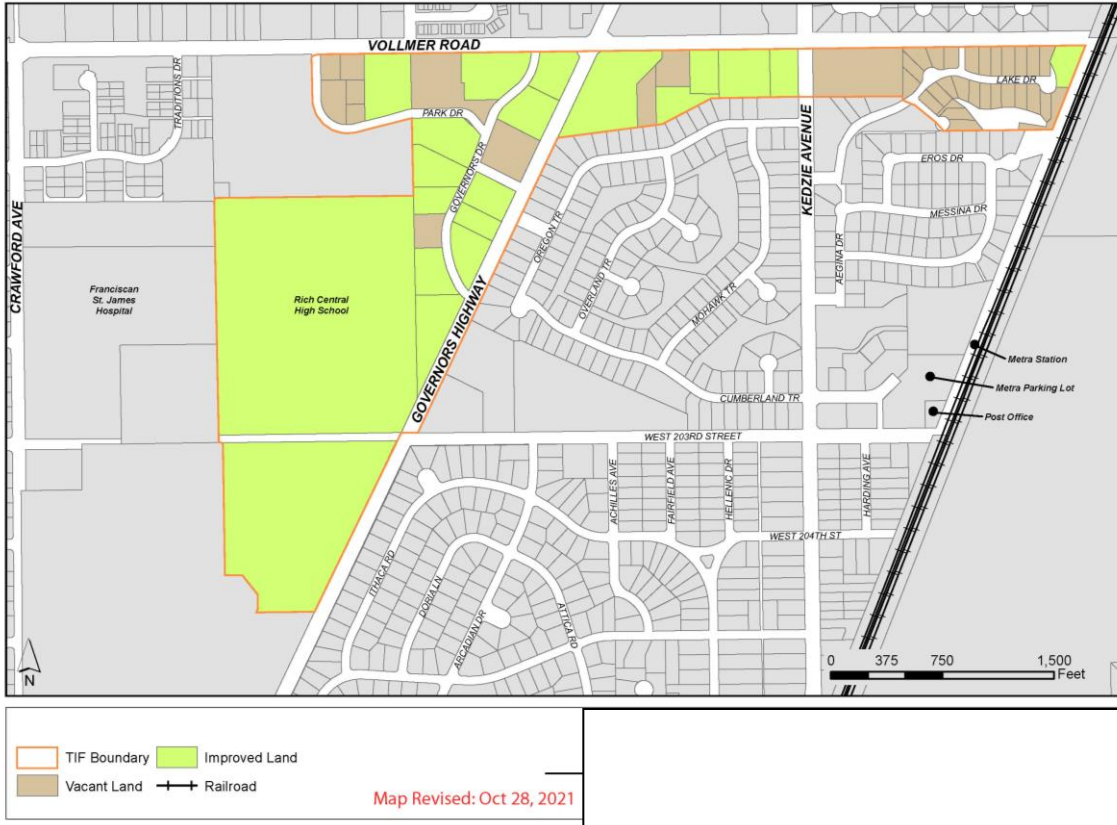 VOLLMER ROAD
TRADITIONS DR
PARK DR
GOVERNORS DR
LAKE DR
KEDZIE AVENUE
EROS DR
MESSINA DR
AEGINA DR
CRAWFORD AVE
Franciscan
St. James
Hospital
Rich Central
High School
GOVERNORS HIGHWAY
OREGON TR
OVERLAND TR
MOHAWK TR
CUMBERLAND TR
Metra Station
Metra Parking Lot
Post Office
WEST 203RD STREET
ACHILLES AVE
FAIRFIELD AVE
HELLENIC DR
HARDING AVE
WEST 204TH ST
ITHACA RD
DORIA LN
ARCADIAN DR
ATTICA RD
N
0 375 750 1,500
Feet
TIF Boundary
Improved Land
Vacant Land
Railroad
Map Revised: Oct 28, 2021